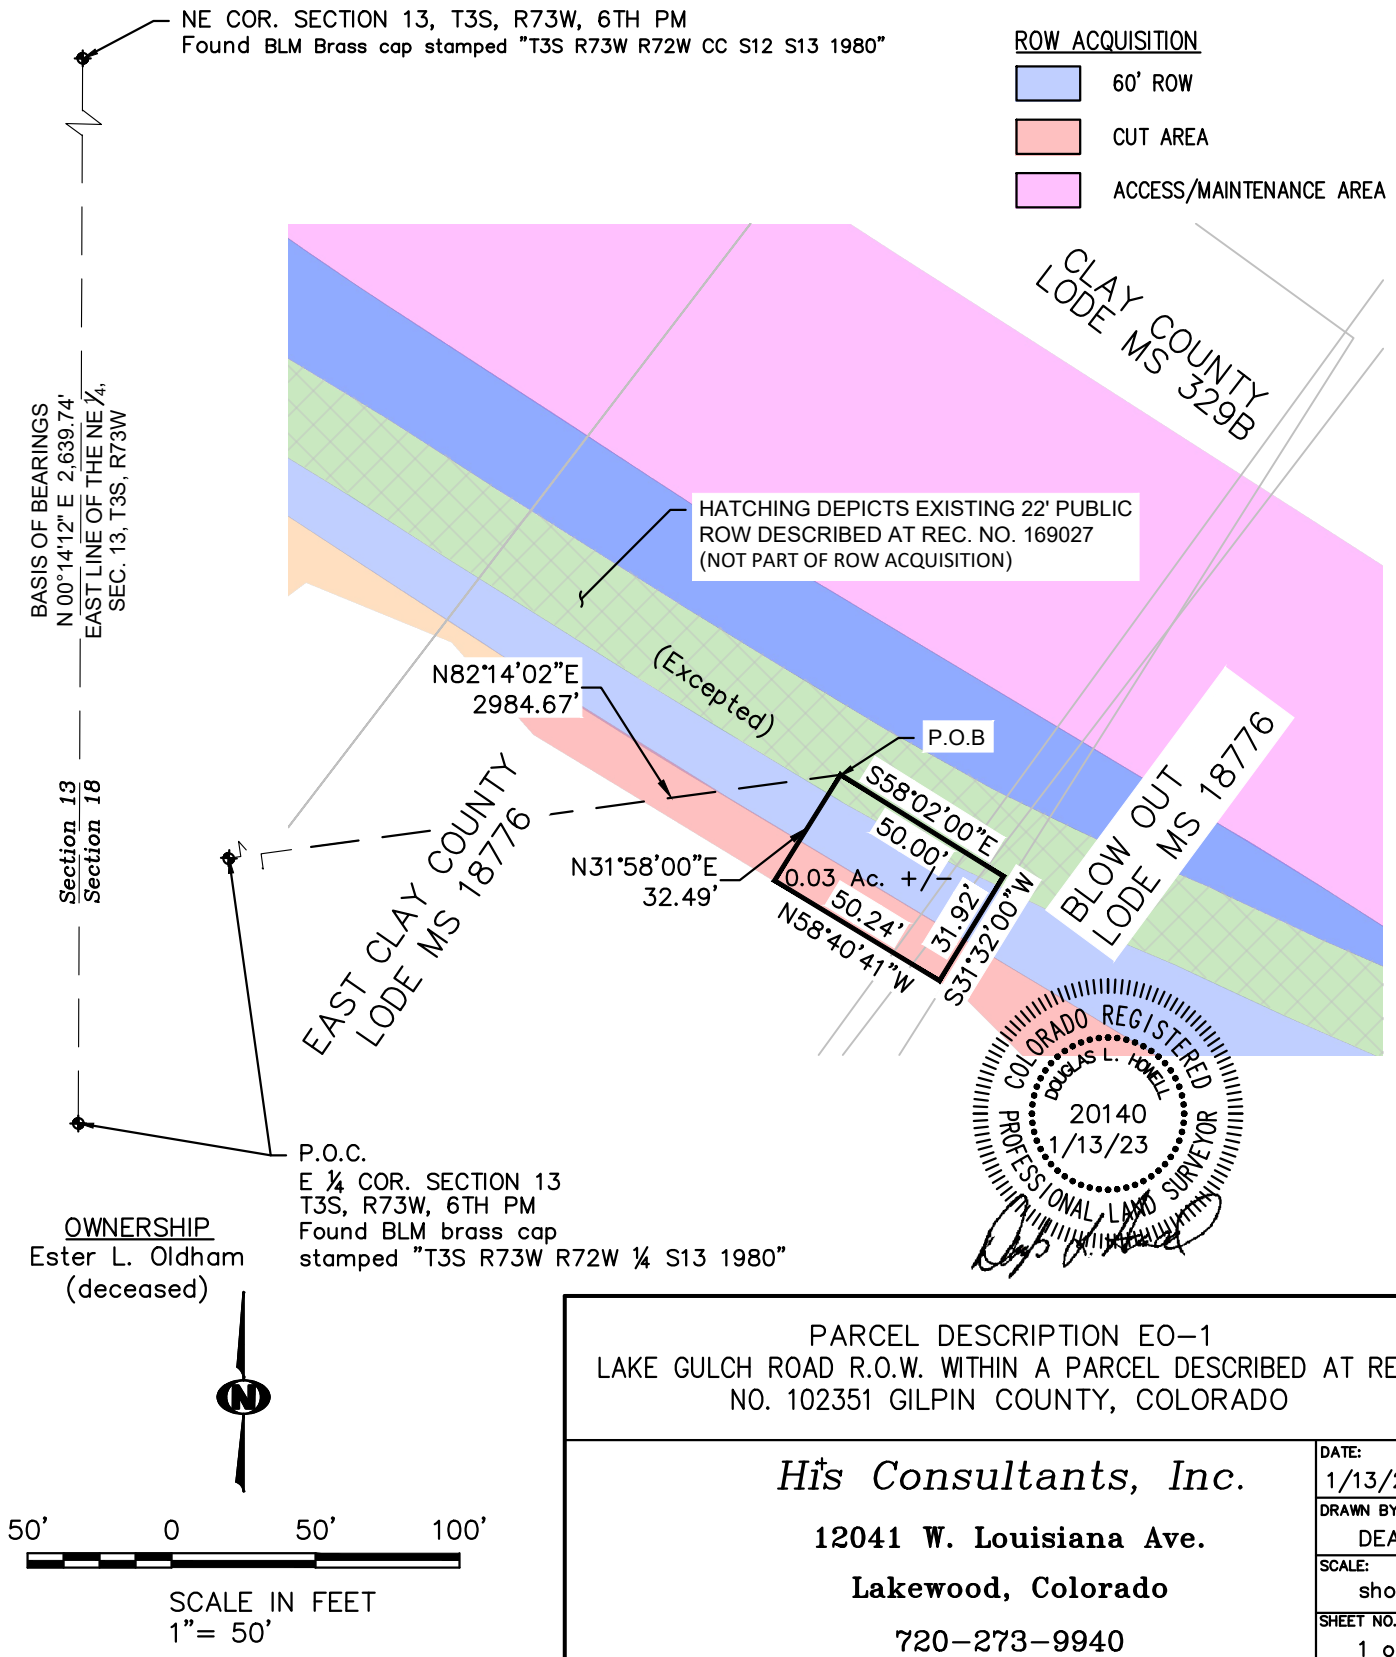 NE COR. SECTION 13, T3S, R73W, 6TH PM
Found BLM Brass cap stamped "T3S R73W R72W CC S12 S13 1980"
ROW ACQUISITION
60' ROW
CUT AREA
ACCESS/MAINTENANCE AREA
CLAY COUNTY
LODE MS 329B
BASIS OF BEARINGS
N 00°14'12" E 2,639.74'
EAST LINE OF THE NE ¼,
SEC. 13, T3S, R73W
HATCHING DEPICTS EXISTING 22' PUBLIC
ROW DESCRIBED AT REC. NO. 169027
(NOT PART OF ROW ACQUISITION)
(Excepted)
N82°14'02"E
2984.67'
P.O.B
S58°02'00"E
50.00'
BLOW OUT
LODE MS 18776
Section 13
Section 18
EAST CLAY COUNTY
LODE MS 18776
N31°58'00"E
32.49'
0.03 Ac. +/-
50.24'
N58°40'41"W
31.92'
S31°32'00"W
COLORADO REGISTERED
DOUGLAS L. HOWELL
20140
1/13/23
PROFESSIONAL LAND SURVEYOR
P.O.C.
E ¼ COR. SECTION 13
T3S, R73W, 6TH PM
Found BLM brass cap
stamped "T3S R73W R72W ¼ S13 1980"
OWNERSHIP
Ester L. Oldham
(deceased)
N
50' 0 50' 100'
SCALE IN FEET
1"= 50'
PARCEL DESCRIPTION EO-1
LAKE GULCH ROAD R.O.W. WITHIN A PARCEL DESCRIBED AT RE
NO. 102351 GILPIN COUNTY, COLORADO
His Consultants, Inc.
12041 W. Louisiana Ave.
Lakewood, Colorado
720-273-9940
DATE:
1/13/2
DRAWN BY
DEA
SCALE:
sho
SHEET NO.
1 o